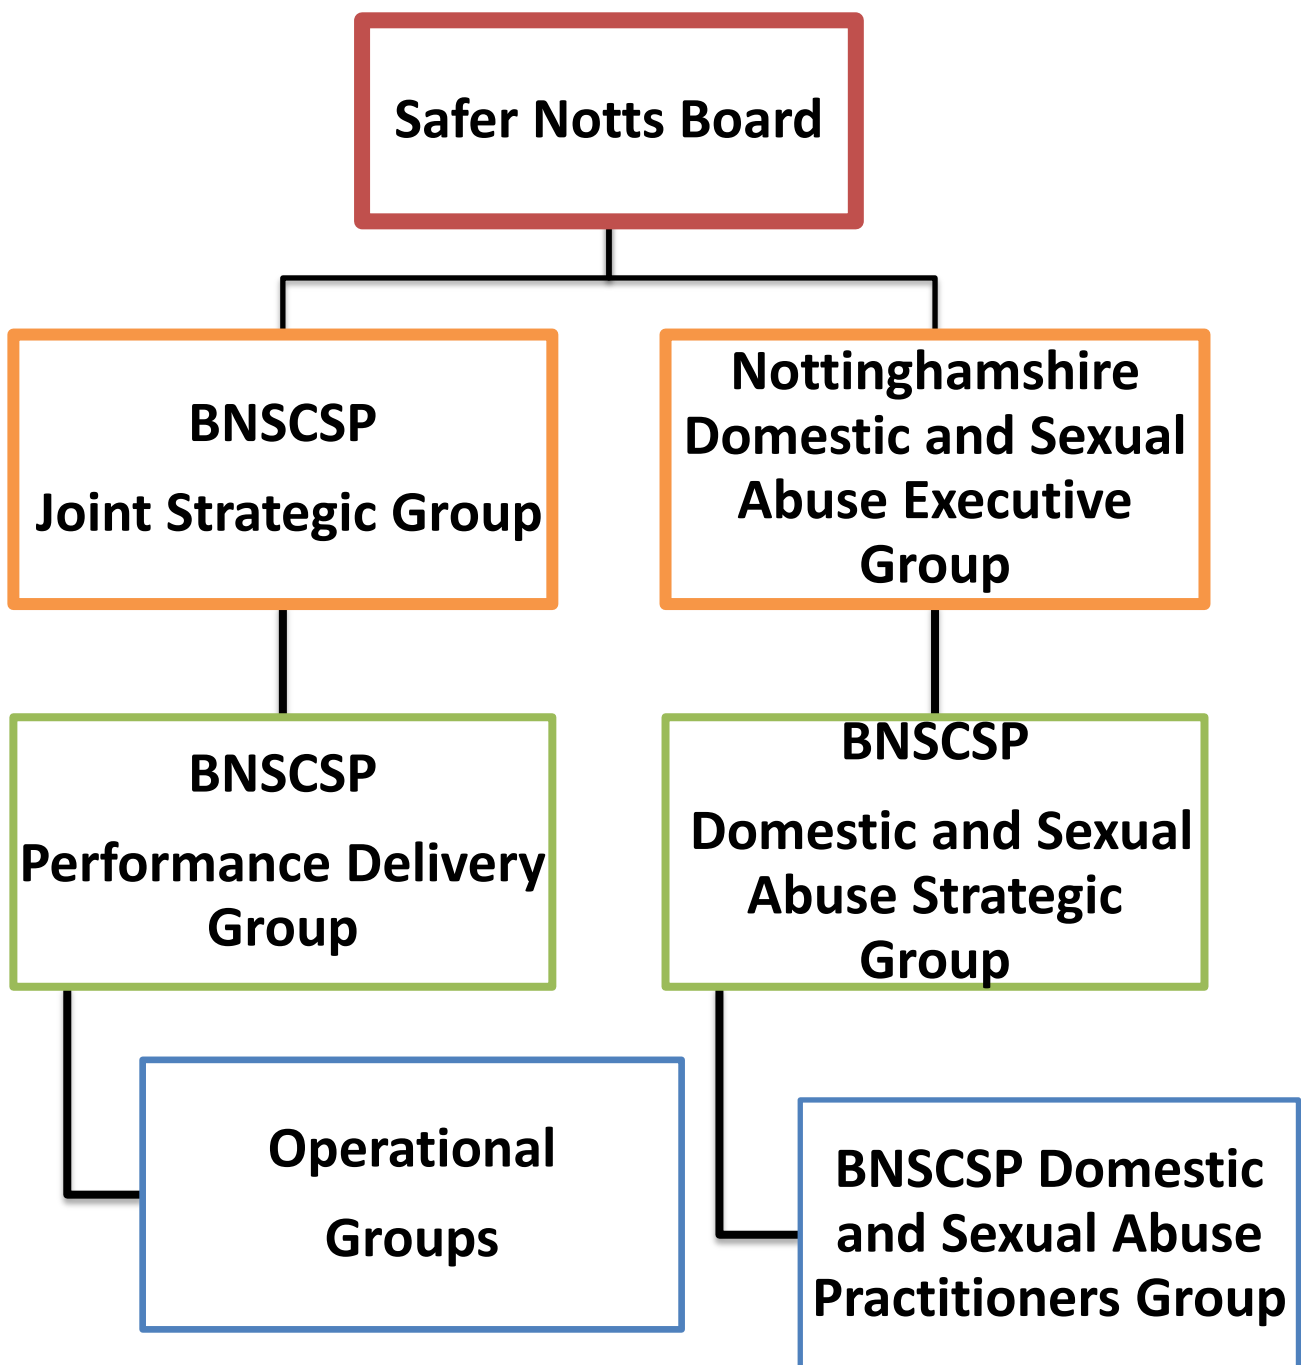 Safer Notts Board
BNSCSP
Joint Strategic Group
Nottinghamshire
Domestic and Sexual
Abuse Executive
Group
BNSCSP
Performance Delivery
Group
BNSCSP
Domestic and Sexual
Abuse Strategic
Group
Operational
Groups
BNSCSP Domestic
and Sexual Abuse
Practitioners Group